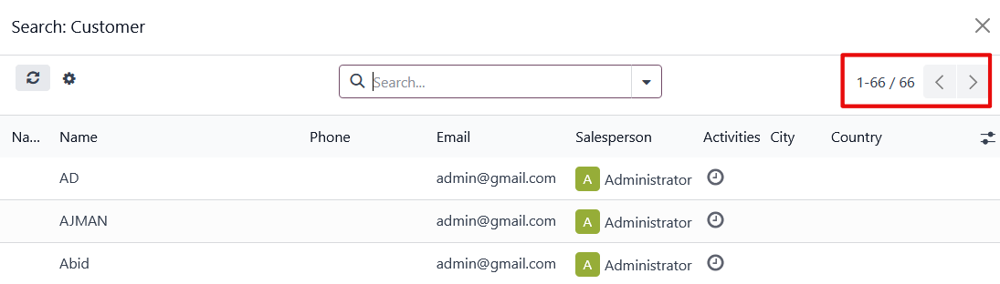 Search: Customer
Search...
1-66 / 66
Na... Name Phone Email Salesperson Activities City Country
AD admin@gmail.com A Administrator
AJMAN admin@gmail.com A Administrator
Abid admin@gmail.com A Administrator